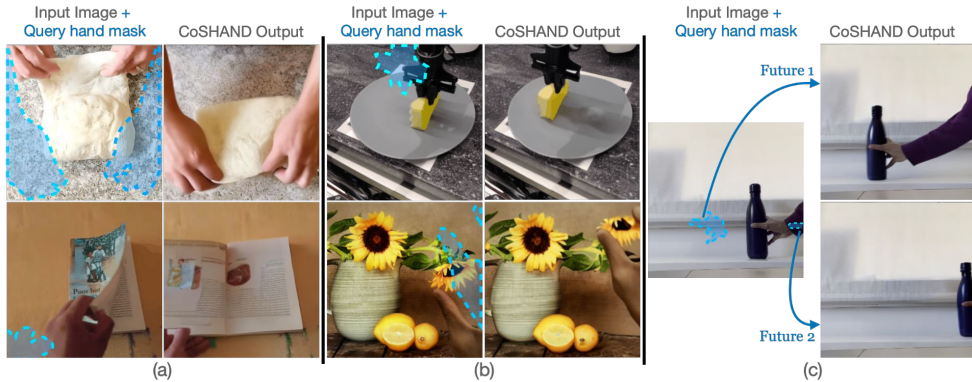 Input Image +
Query hand mask
CoSHAND Output
Input Image +
Query hand mask
CoSHAND Output
Input Image +
Query hand mask
CoSHAND Output
Future 1
Future 2
(a)
(b)
(c)